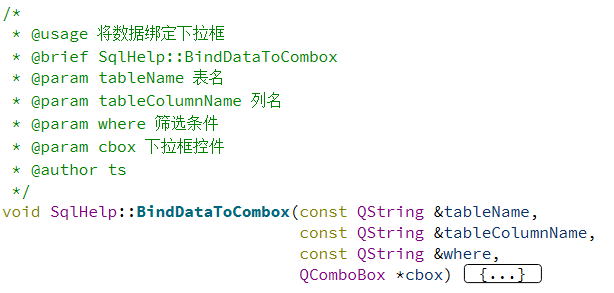 /*
 * @usage 将数据绑定下拉框
 * @brief SqlHelp::BindDataToCombox
 * @param tableName 表名
 * @param tableColumnName 列名
 * @param where 筛选条件
 * @param cbox 下拉框控件
 * @author ts
 */
void SqlHelp::BindDataToCombox(const QString &tableName,
                               const QString &tableColumnName,
                               const QString &where,
                               QComboBox *cbox) {...}